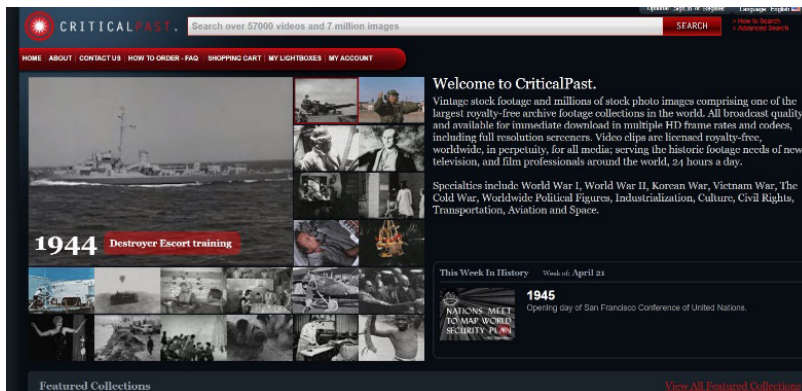 Optional: Sign In or Register
Language: English
CRITICALPAST.
Search over 57000 videos and 7 million images
SEARCH
» How to Search
» Advanced Search
HOME | ABOUT | CONTACT US | HOW TO ORDER - FAQ | SHOPPING CART | MY LIGHTBOXES | MY ACCOUNT
Welcome to CriticalPast.
Vintage stock footage and millions of stock photo images comprising one of the
largest royalty-free archive footage collections in the world. All broadcast quality
and available for immediate download in multiple HD frame rates and codecs,
including full resolution screeners. Video clips are licensed royalty-free,
worldwide, in perpetuity, for all media; serving the historic footage needs of new
television, and film professionals around the world, 24 hours a day.
Specialties include World War I, World War II, Korean War, Vietnam War, The
Cold War, Worldwide Political Figures, Industrialization, Culture, Civil Rights,
Transportation, Aviation and Space.
1944 Destroyer Escort training
This Week In History Week of: April 21
NATIONS MEET
TO MAP WORLD
SECURITY PLAN
1945
Opening day of San Francisco Conference of United Nations.
Featured Collections
View All Featured Collections